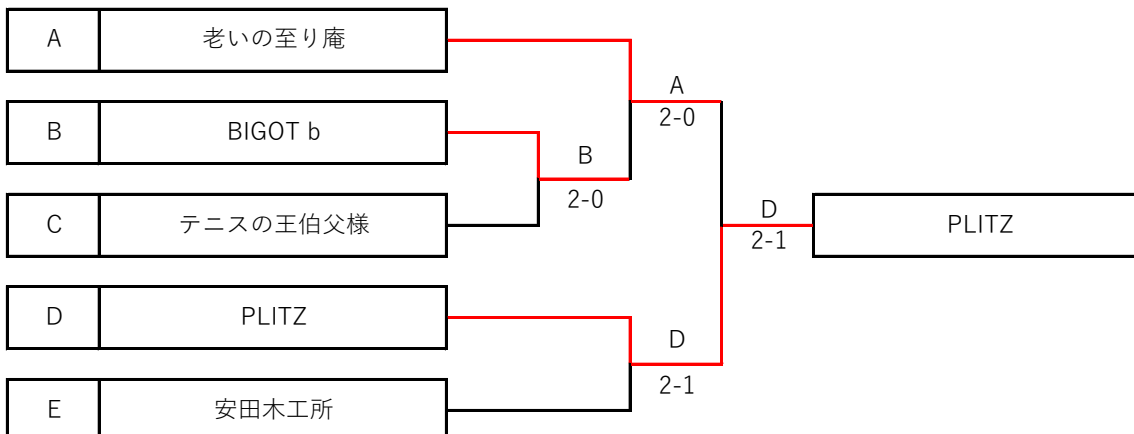 A 老いの至り庵
B BIGOT b
C テニスの王伯父様
D PLITZ
E 安田木工所
B
2-0
A
2-0
D
2-1
D
2-1
PLITZ